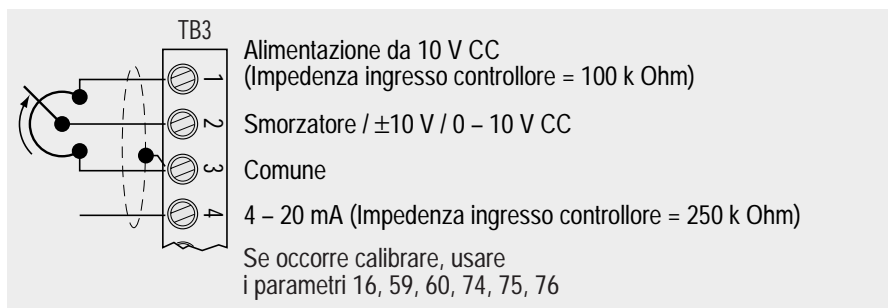 TB3
1
Alimentazione da 10 V CC
(Impedenza ingresso controllore = 100 k Ohm)
2
Smorzatore / ±10 V / 0 – 10 V CC
3
Comune
4
4 – 20 mA (Impedenza ingresso controllore = 250 k Ohm)
Se occorre calibrare, usare
i parametri 16, 59, 60, 74, 75, 76